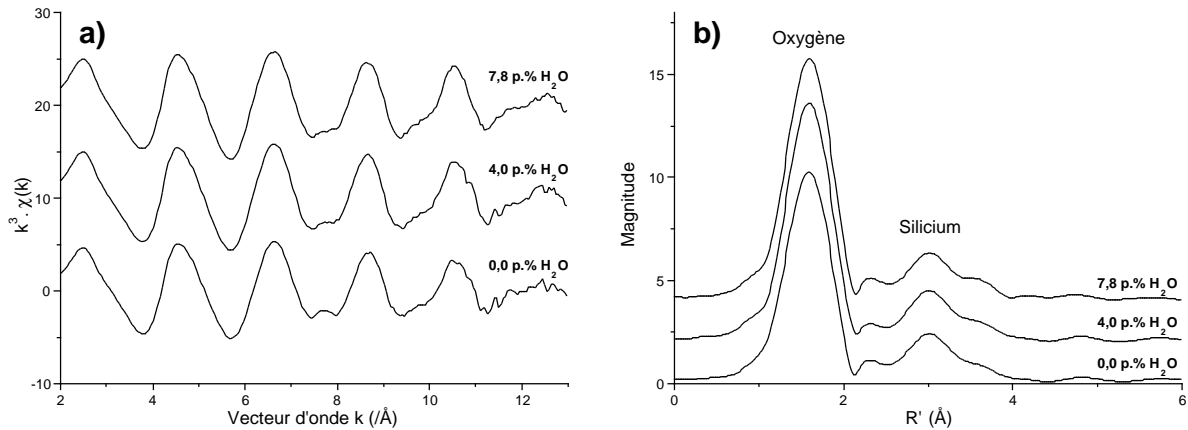 a)
30
20
10
0
-10
k³ . χ(k)
7,8 p.% H₂O
4,0 p.% H₂O
0,0 p.% H₂O
2 4 6 8 10 12
Vecteur d'onde k (/Å)
b)
Oxygène
Silicium
15
10
5
0
Magnitude
7,8 p.% H₂O
4,0 p.% H₂O
0,0 p.% H₂O
0 2 4 6
R' (Å)